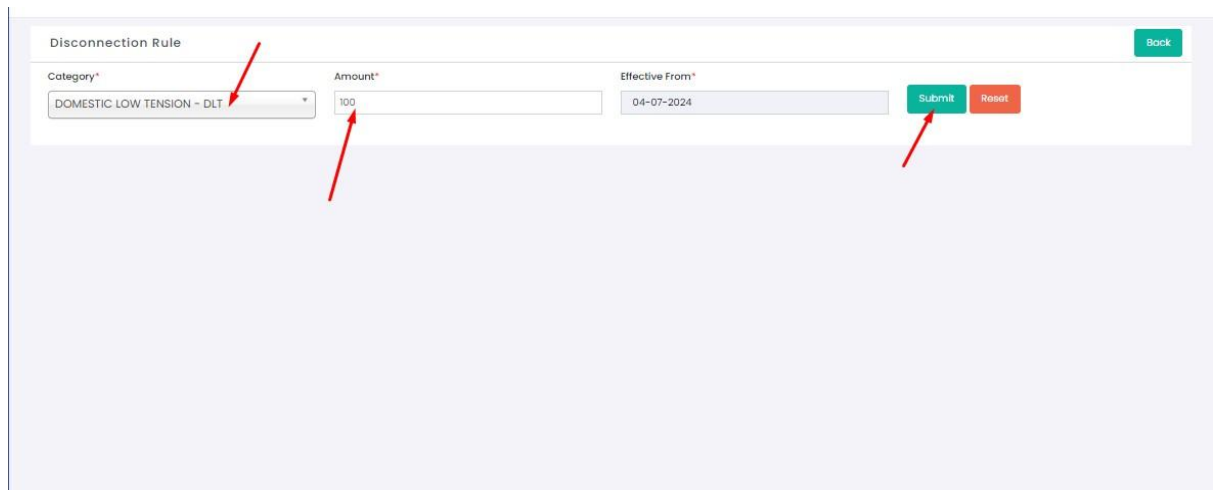 Disconnection Rule
Back
Category*
Amount*
Effective From*
DOMESTIC LOW TENSION - DLT
100
04-07-2024
Submit
Reset